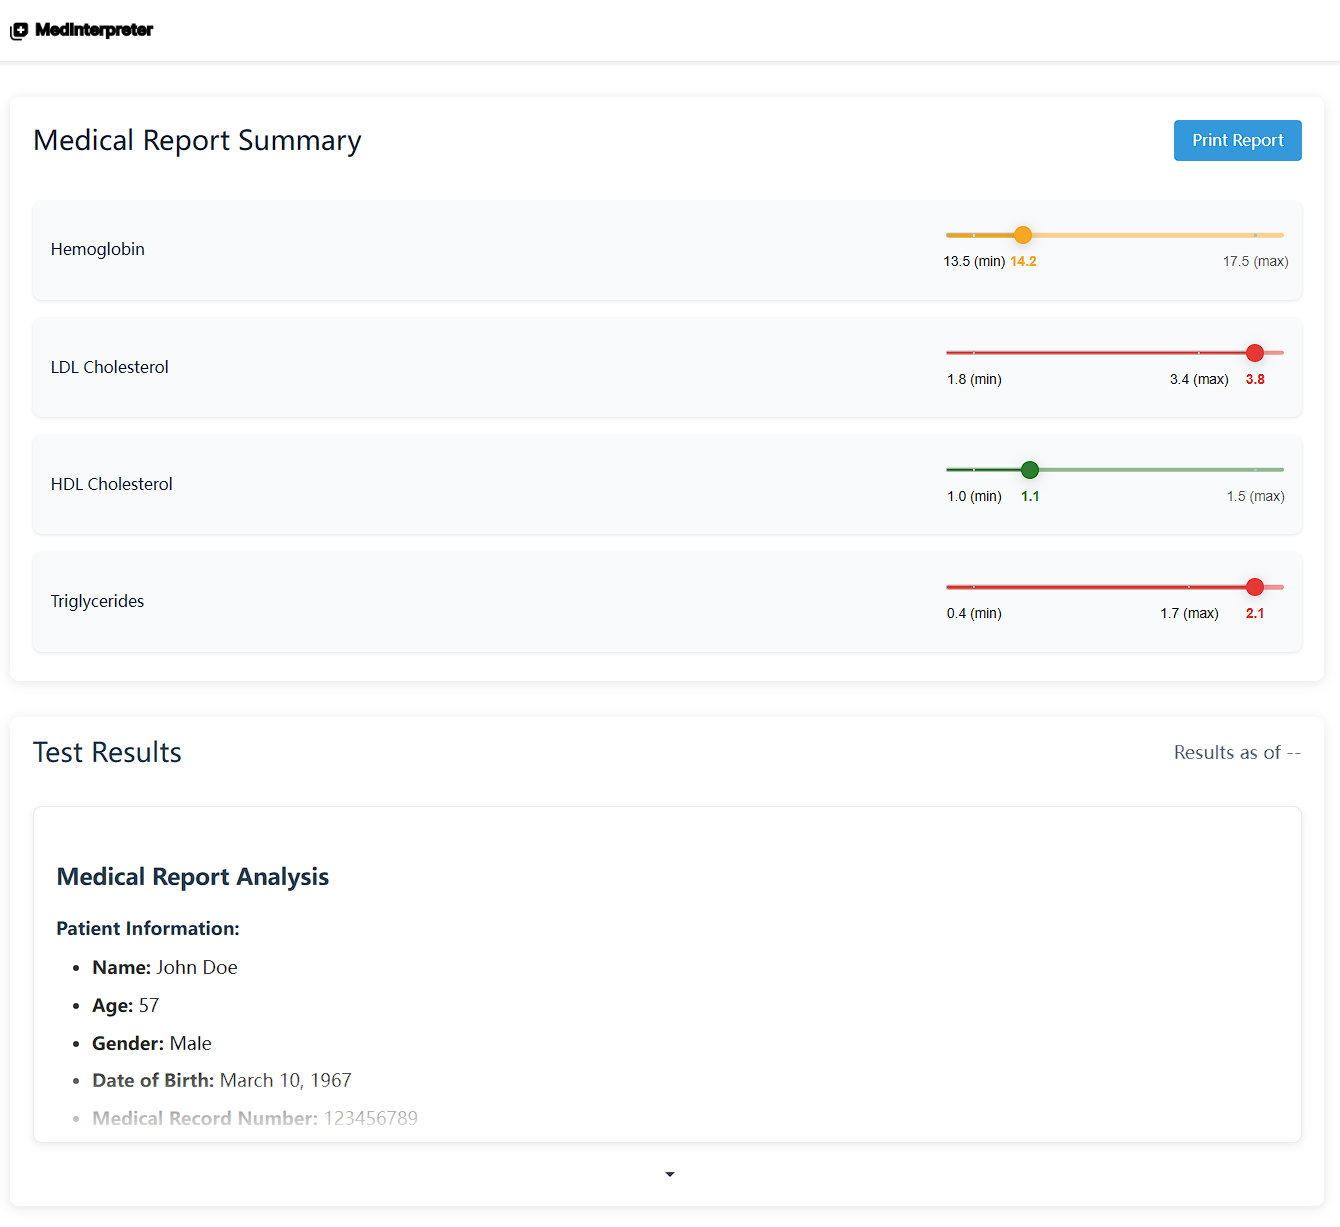 MedInterpreter
Medical Report Summary
Print Report
Hemoglobin
13.5 (min) 14.2 17.5 (max)
LDL Cholesterol
1.8 (min) 3.4 (max) 3.8
HDL Cholesterol
1.0 (min) 1.1 1.5 (max)
Triglycerides
0.4 (min) 1.7 (max) 2.1
Test Results
Results as of --
Medical Report Analysis
Patient Information:
• Name: John Doe
• Age: 57
• Gender: Male
• Date of Birth: March 10, 1967
• Medical Record Number: 123456789